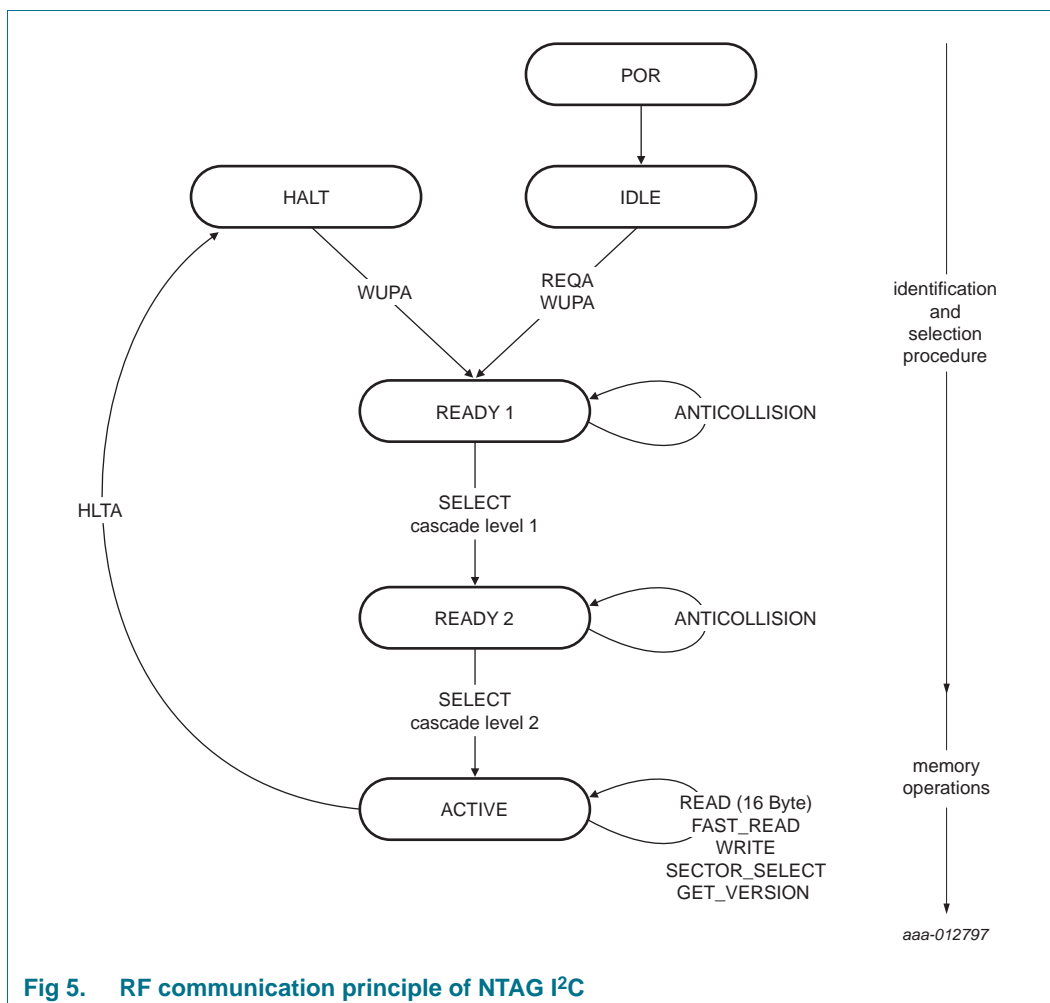 POR
HALT
IDLE
WUPA
REQA
WUPA
identification
and
selection
procedure
READY 1
ANTICOLLISION
HLTA
SELECT
cascade level 1
READY 2
ANTICOLLISION
SELECT
cascade level 2
memory
operations
ACTIVE
READ (16 Byte)
FAST_READ
WRITE
SECTOR_SELECT
GET_VERSION
aaa-012797
Fig 5. RF communication principle of NTAG I²C